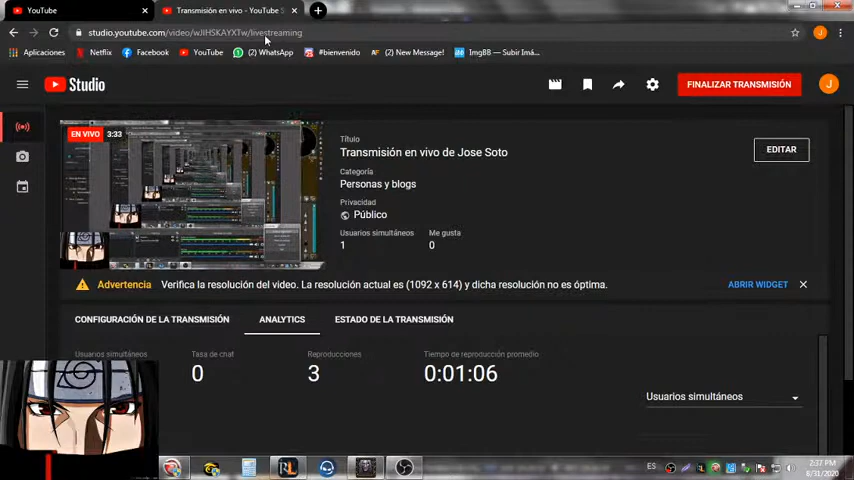 YouTube
Transmisión en vivo - YouTube S
studio.youtube.com/video/wJIHSKAYXTw/livestreaming
Aplicaciones Netflix Facebook YouTube (2) WhatsApp #bienvenido (2) (New Message!) ImgBB — Subir Imá...
Studio
FINALIZAR TRANSMISIÓN
J
EN VIVO 3:33
Título
Transmisión en vivo de Jose Soto
EDITAR
Categoría
Personas y blogs
Privacidad
Público
Usuarios simultáneos Me gusta
1 0
Advertencia Verifica la resolución del video. La resolución actual es (1092 x 614) y dicha resolución no es óptima. ABRIR WIDGET
CONFIGURACIÓN DE LA TRANSMISIÓN ANALYTICS ESTADO DE LA TRANSMISIÓN
Usuarios simultáneos Tasa de chat Reproducciones Tiempo de reproducción promedio
0 3 0:01:06
Usuarios simultáneos
ES
2:37 PM
8/31/2020